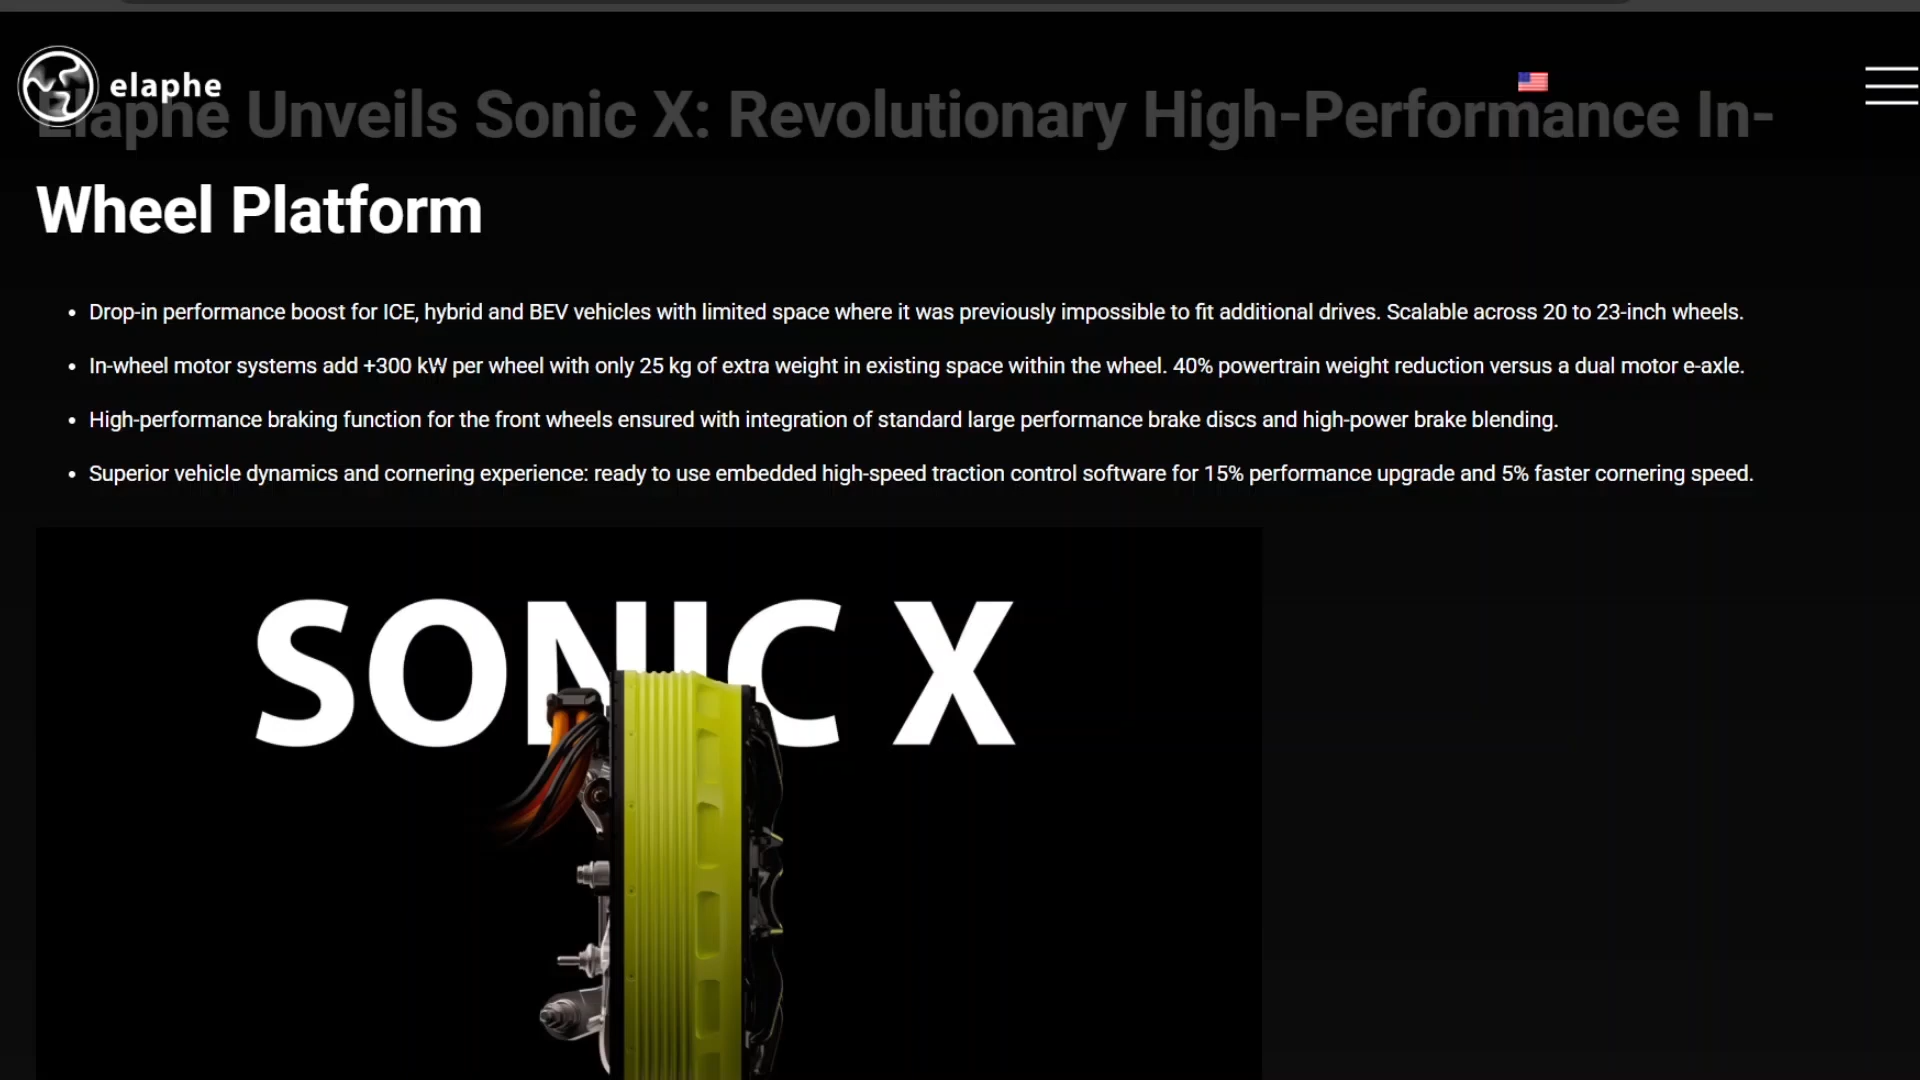 elaphe
Elaphe Unveils Sonic X: Revolutionary High-Performance In-
Wheel Platform
• Drop-in performance boost for ICE, hybrid and BEV vehicles with limited space where it was previously impossible to fit additional drives. Scalable across 20 to 23-inch wheels.
• In-wheel motor systems add +300 kW per wheel with only 25 kg of extra weight in existing space within the wheel. 40% powertrain weight reduction versus a dual motor e-axle.
• High-performance braking function for the front wheels ensured with integration of standard large performance brake discs and high-power brake blending.
• Superior vehicle dynamics and cornering experience: ready to use embedded high-speed traction control software for 15% performance upgrade and 5% faster cornering speed.
SONIC X